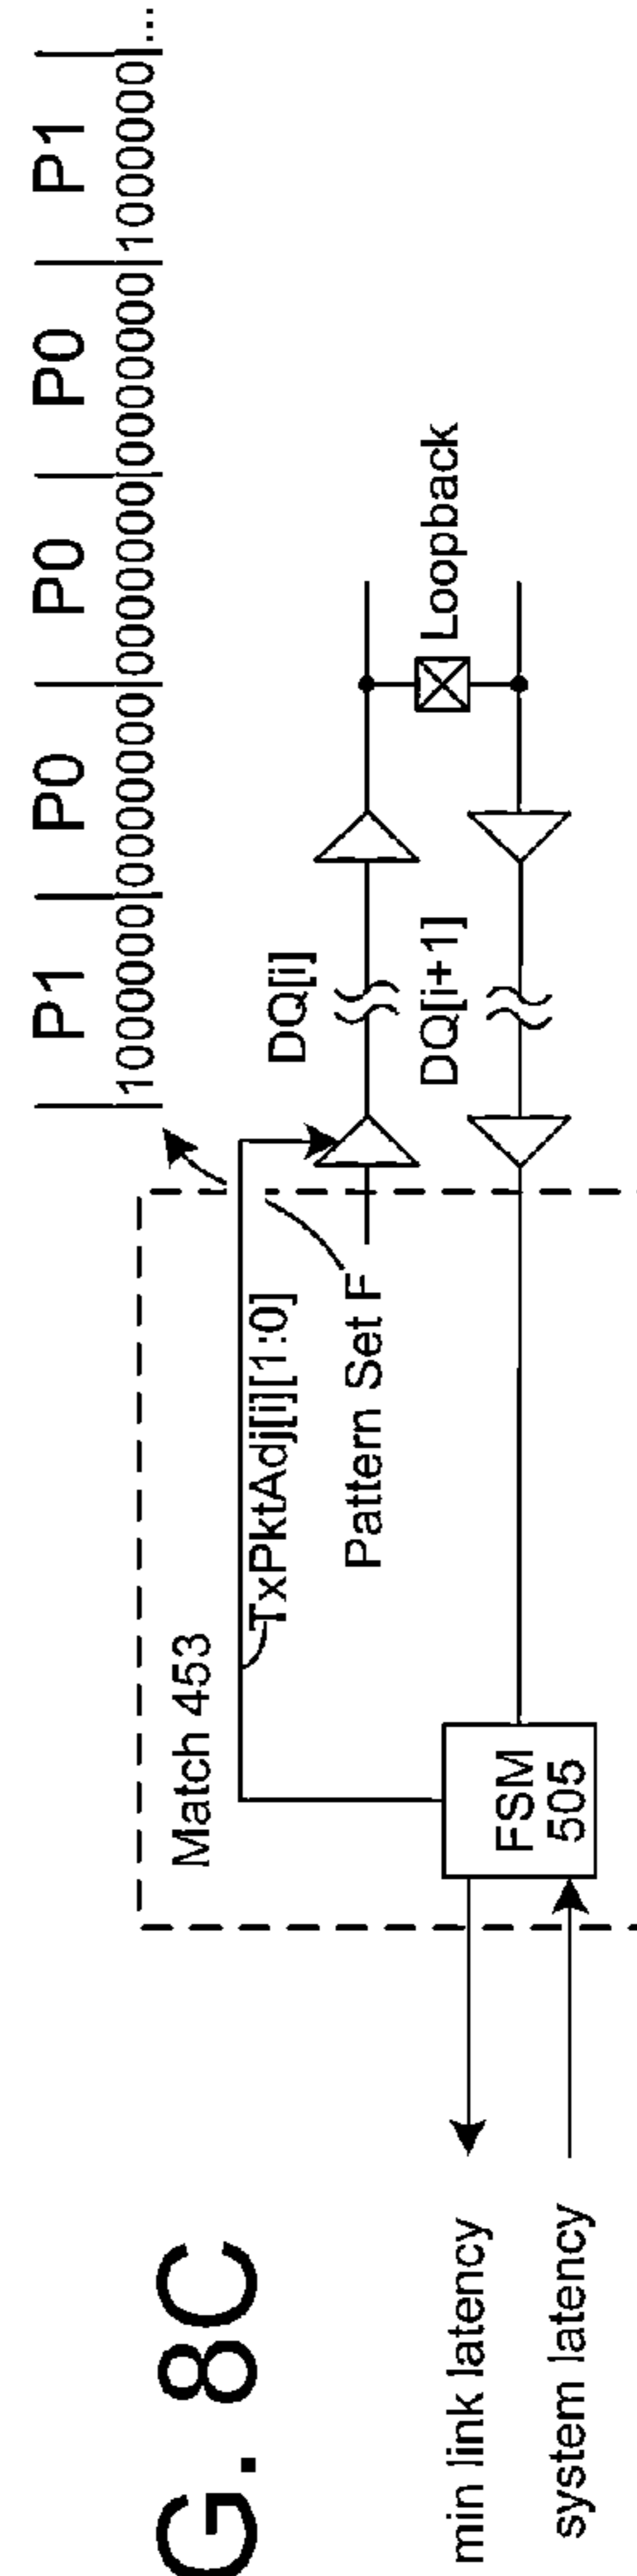 G. 8C
P1 | P0 | P0 | P0 | P1 |
1000000|0000000|0000000|0000000|1000000|...
Match 453
TxPktAdj[i][1:0]
Pattern Set F
DQ[i]
DQ[i+1]
Loopback
FSM
505
min link latency
system latency